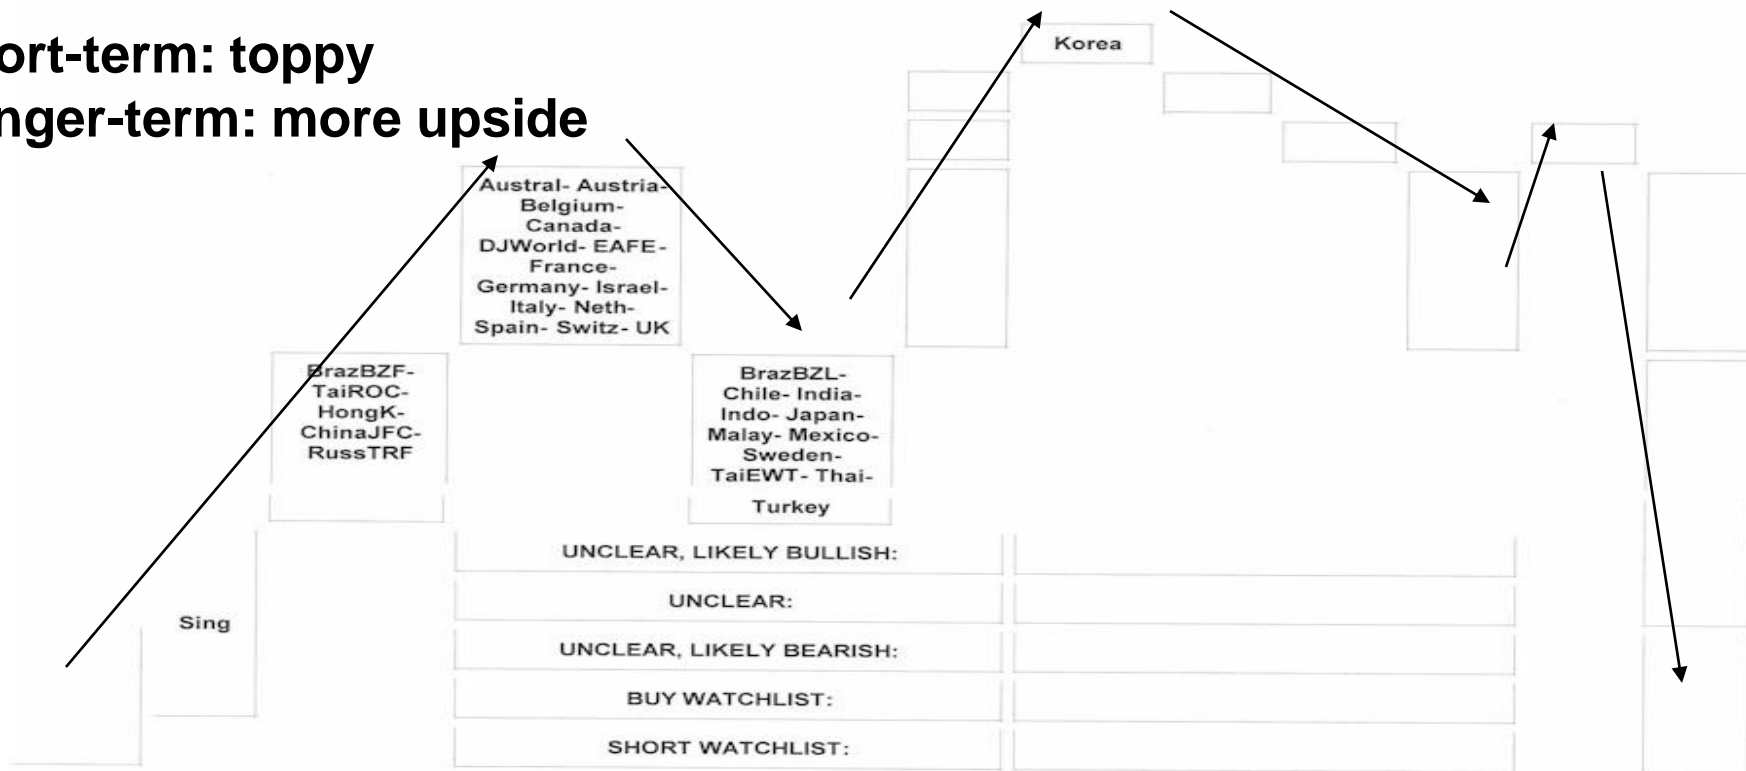 ort-term: toppy
nger-term: more upside
Korea
Austral- Austria-
Belgium-
Canada-
DJWorld- EAFE-
France-
Germany- Israel-
Italy- Neth-
Spain- Switz- UK
BrazBZF-
TaiROC-
HongK-
ChinaJFC-
RussTRF
BrazBZL-
Chile- India-
Indo- Japan-
Malay- Mexico-
Sweden-
TaiEWT- Thai-
Turkey
Sing
UNCLEAR, LIKELY BULLISH:
UNCLEAR:
UNCLEAR, LIKELY BEARISH:
BUY WATCHLIST:
SHORT WATCHLIST: